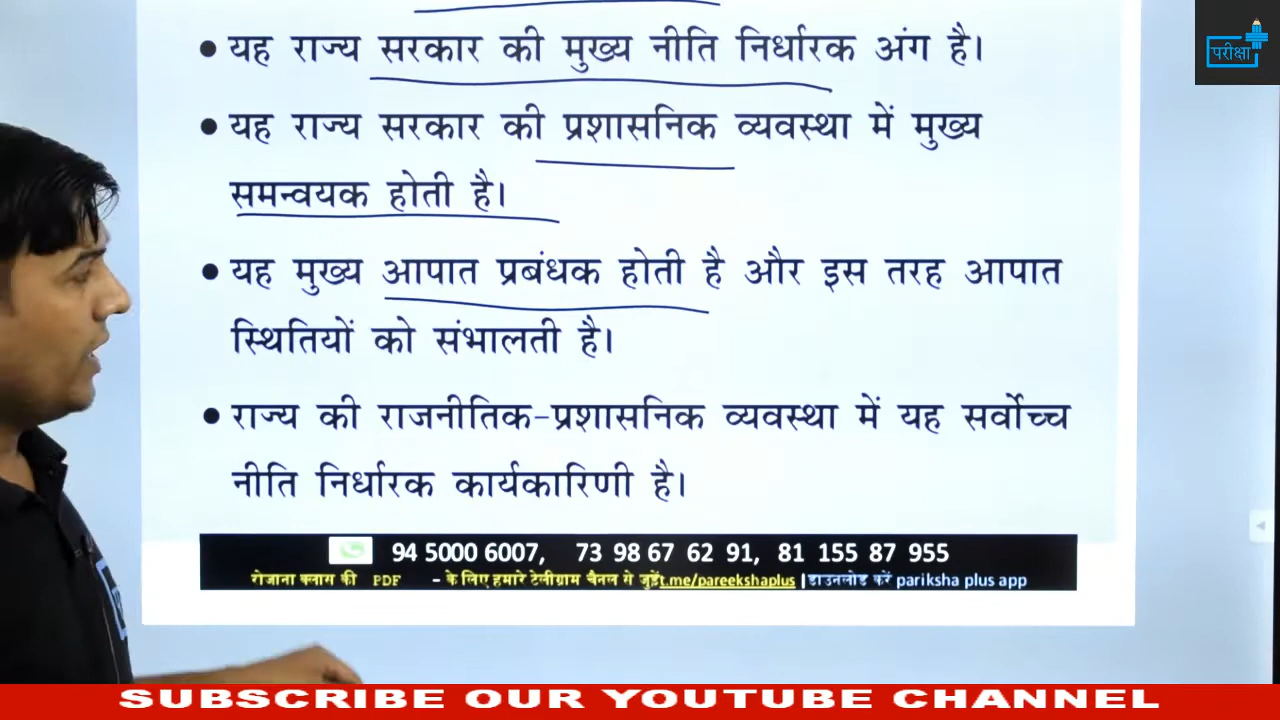 परीक्षा
यह राज्य सरकार की मुख्य नीति निर्धारक अंग है।
यह राज्य सरकार की प्रशासनिक व्यवस्था में मुख्य
समन्वयक होती है।
यह मुख्य आपात प्रबंधक होती है और इस तरह आपात
स्थितियों को संभालती है।
राज्य की राजनीतिक-प्रशासनिक व्यवस्था में यह सर्वोच्च
नीति निर्धारक कार्यकारिणी है।
94 5000 6007, 73 98 67 62 91, 81 155 87 955
रोजाना क्लास की PDF - के लिए हमारे टेलीग्राम चैनल से जुड़ें t.me/pareekshaplus | डाउनलोड करें pariksha plus app
SUBSCRIBE OUR YOUTUBE CHANNEL